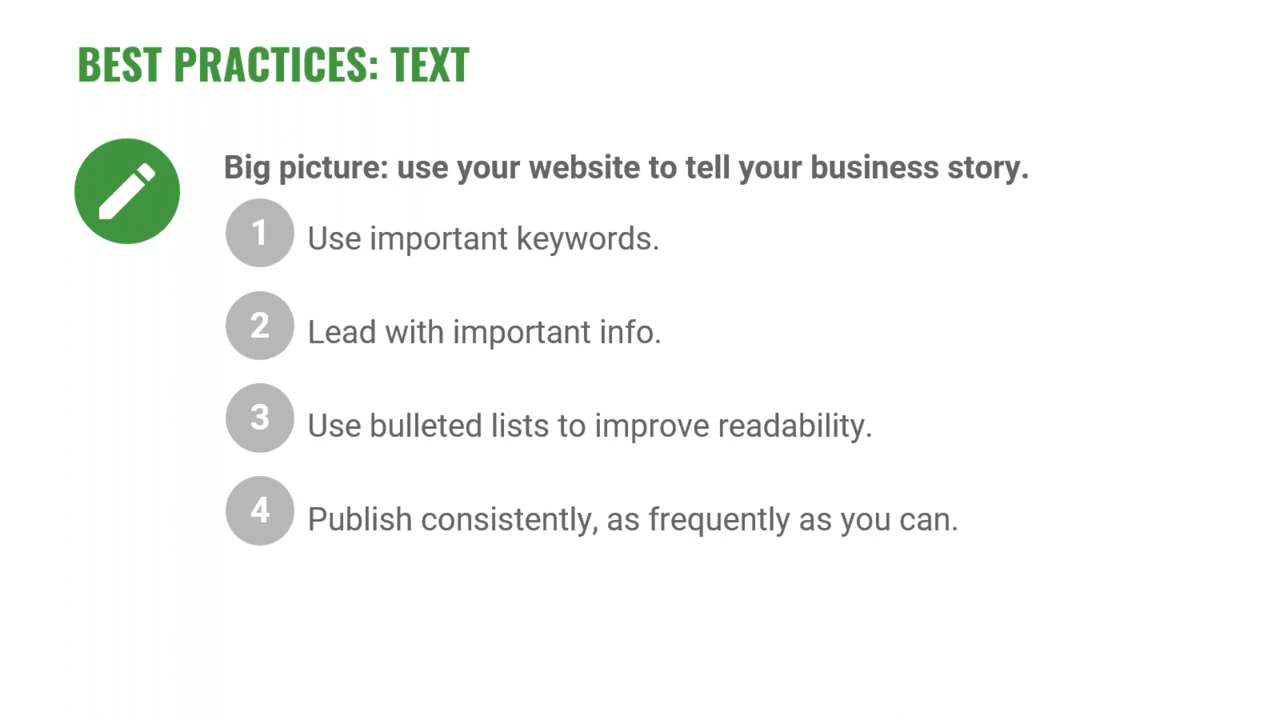 BEST PRACTICES: TEXT
Big picture: use your website to tell your business story.
1 Use important keywords.
2 Lead with important info.
3 Use bulleted lists to improve readability.
4 Publish consistently, as frequently as you can.